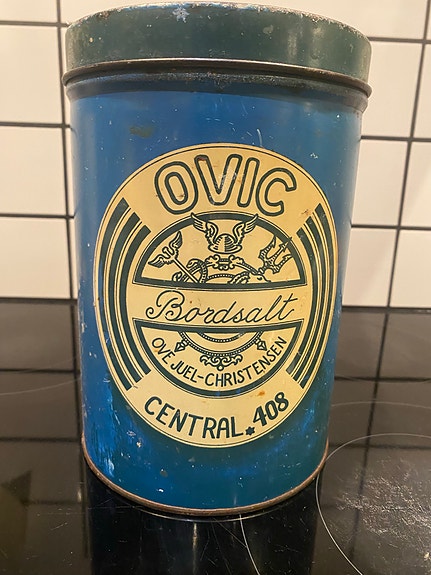 OVIC
Bordsalt
OVE JUEL-CHRISTENSEN
CENTRAL * 408